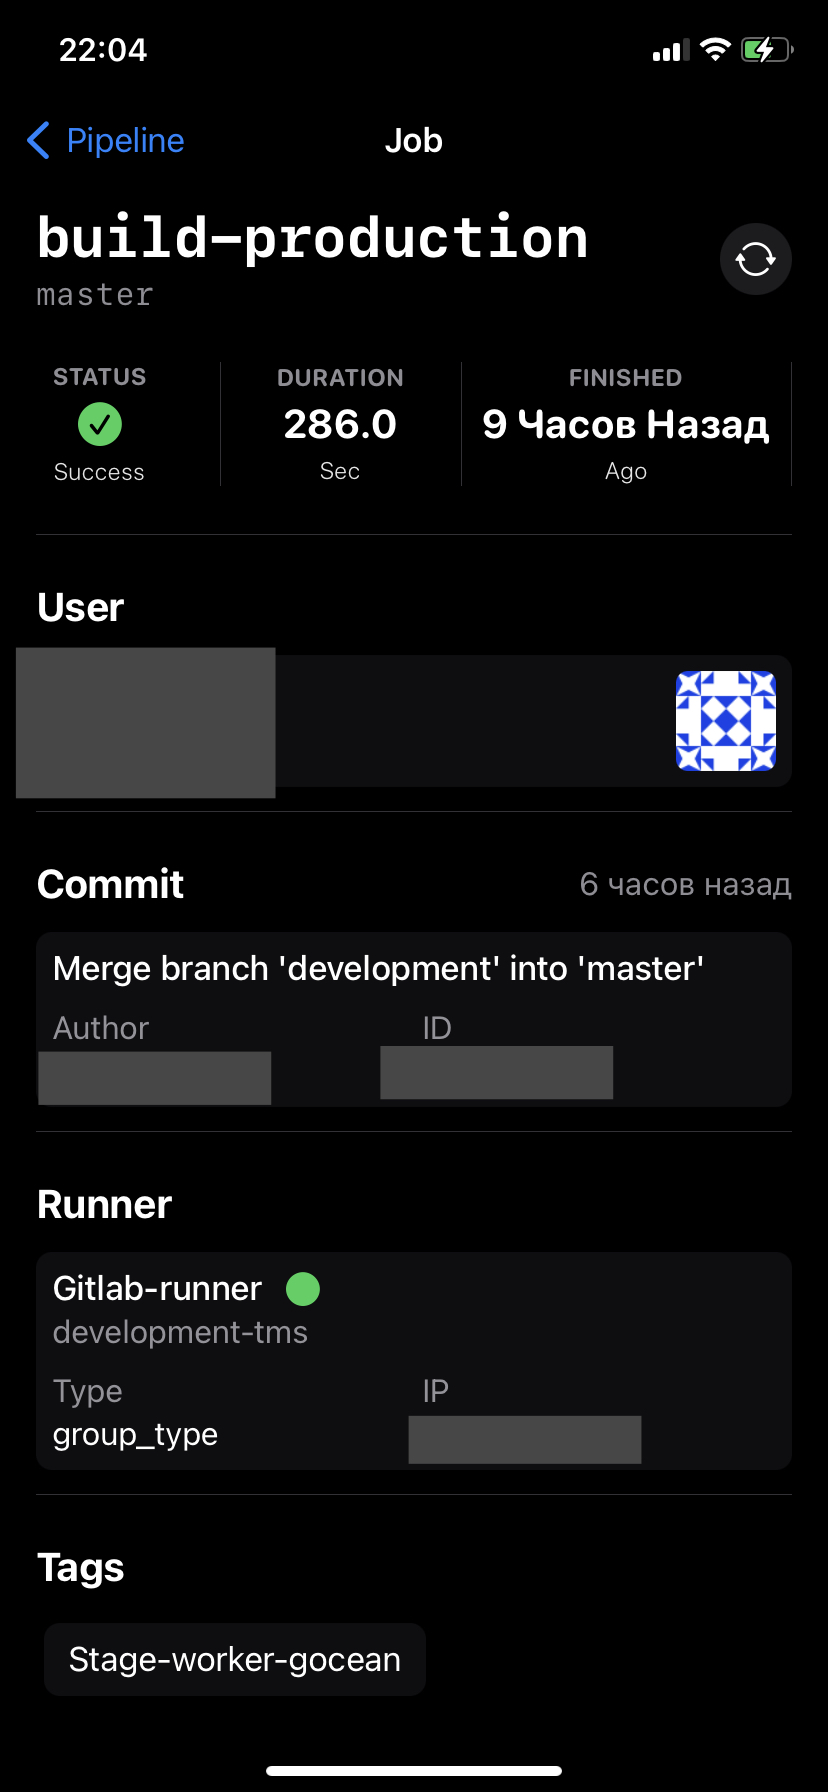 22:04
Pipeline
Job
build-production
master
STATUS
DURATION
FINISHED
286.0
9 Часов Назад
Success
Sec
Ago
User
Commit
6 часов назад
Merge branch 'development' into 'master'
Author
ID
Runner
Gitlab-runner
development-tms
Type
IP
group_type
Tags
Stage-worker-gocean